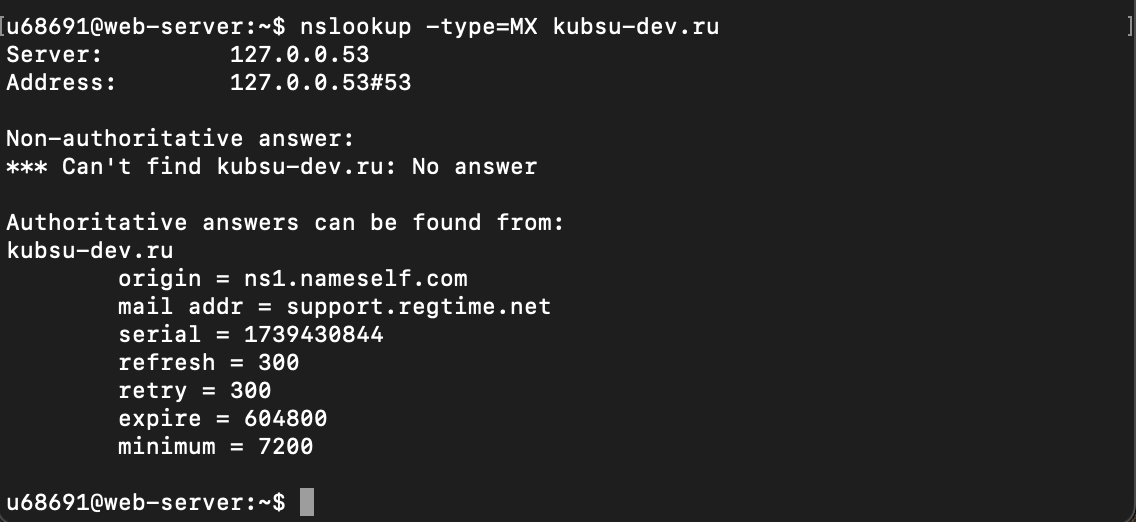 [u68691@web-server:~$ nslookup -type=MX kubsu-dev.ru ]
Server:         127.0.0.53
Address:        127.0.0.53#53

Non-authoritative answer:
*** Can't find kubsu-dev.ru: No answer

Authoritative answers can be found from:
kubsu-dev.ru
        origin = ns1.nameself.com
        mail addr = support.regtime.net
        serial = 1739430844
        refresh = 300
        retry = 300
        expire = 604800
        minimum = 7200

u68691@web-server:~$